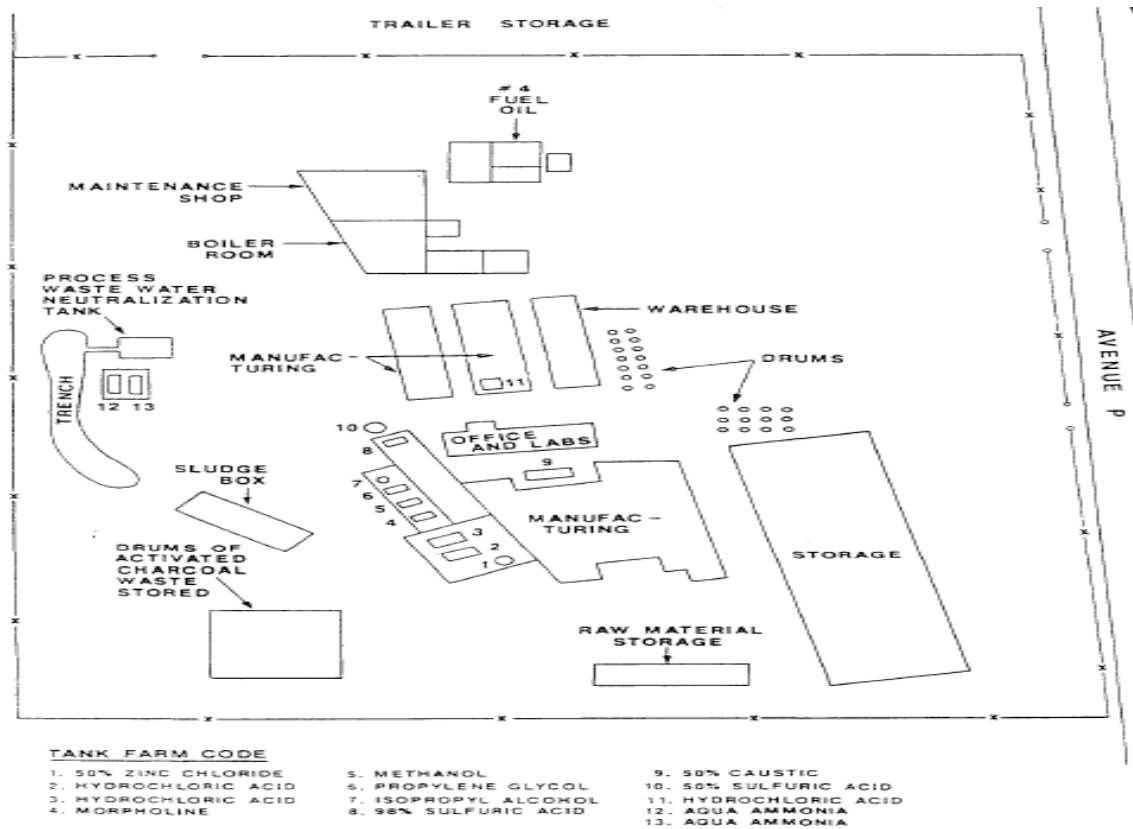 TRAILER STORAGE
#4
FUEL
OIL
MAINTENANCE
SHOP
BOILER
ROOM
PROCESS
WASTE WATER
NEUTRALIZATION
TANK
WAREHOUSE
MANUFAC-
TURING
DRUMS
AVENUE P
TRENCH
11
12 13
10
8
OFFICE
AND LABS
9
SLUDGE
BOX
7
6
5
4
3
2
1
MANUFAC-
TURING
STORAGE
DRUMS OF
ACTIVATED
CHARCOAL
WASTE
STORED
RAW MATERIAL
STORAGE
TANK FARM CODE
1. 50% ZINC CHLORIDE
2. HYDROCHLORIC ACID
3. HYDROCHLORIC ACID
4. MORPHOLINE
5. METHANOL
6. PROPYLENE GLYCOL
7. ISOPROPYL ALCOHOL
8. 98% SULFURIC ACID
9. 50% CAUSTIC
10. 50% SULFURIC ACID
11. HYDROCHLORIC ACID
12. AQUA AMMONIA
13. AQUA AMMONIA